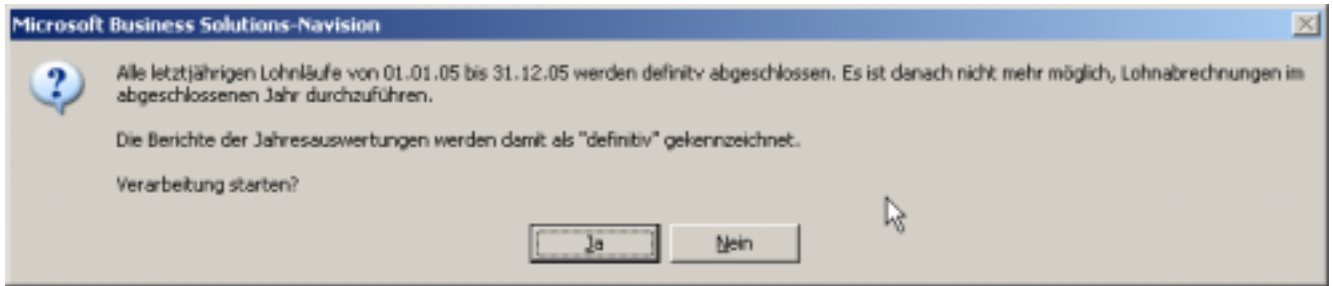 Microsoft Business Solutions-Navision
Alle letztjährigen Lohnläufe von 01.01.05 bis 31.12.05 werden definitv abgeschlossen. Es ist danach nicht mehr möglich, Lohnabrechnungen im
abgeschlossenen Jahr durchzuführen.
Die Berichte der Jahresauswertungen werden damit als "definitiv" gekennzeichnet.
Verarbeitung starten?
Ja Nein